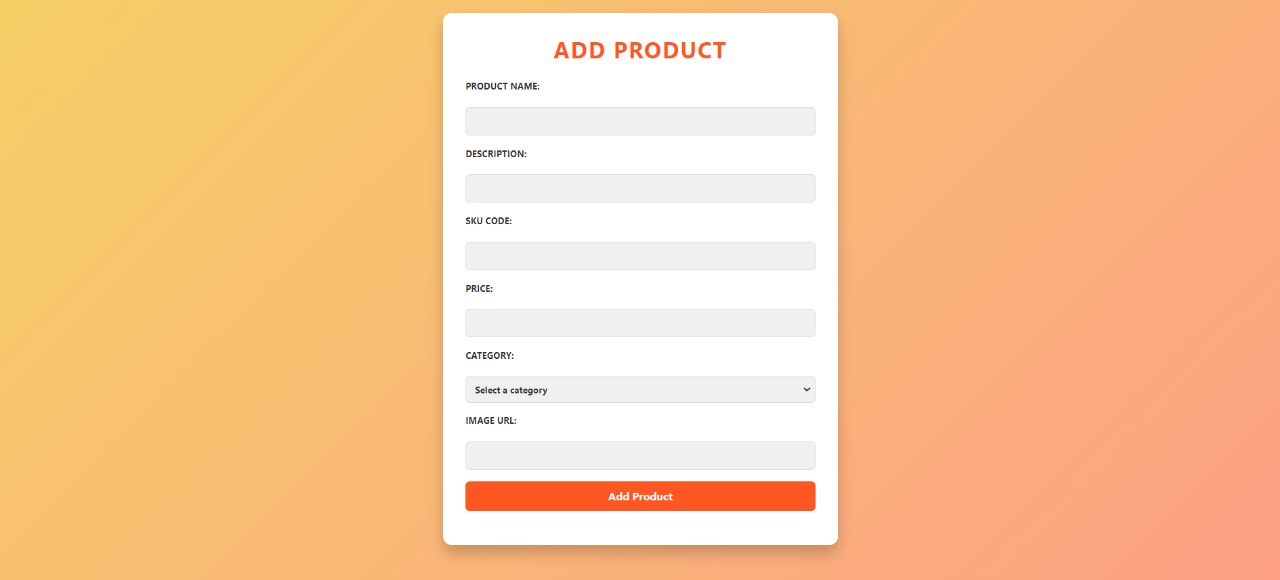 ADD PRODUCT
PRODUCT NAME:
DESCRIPTION:
SKU CODE:
PRICE:
CATEGORY:
Select a category
IMAGE URL:
Add Product